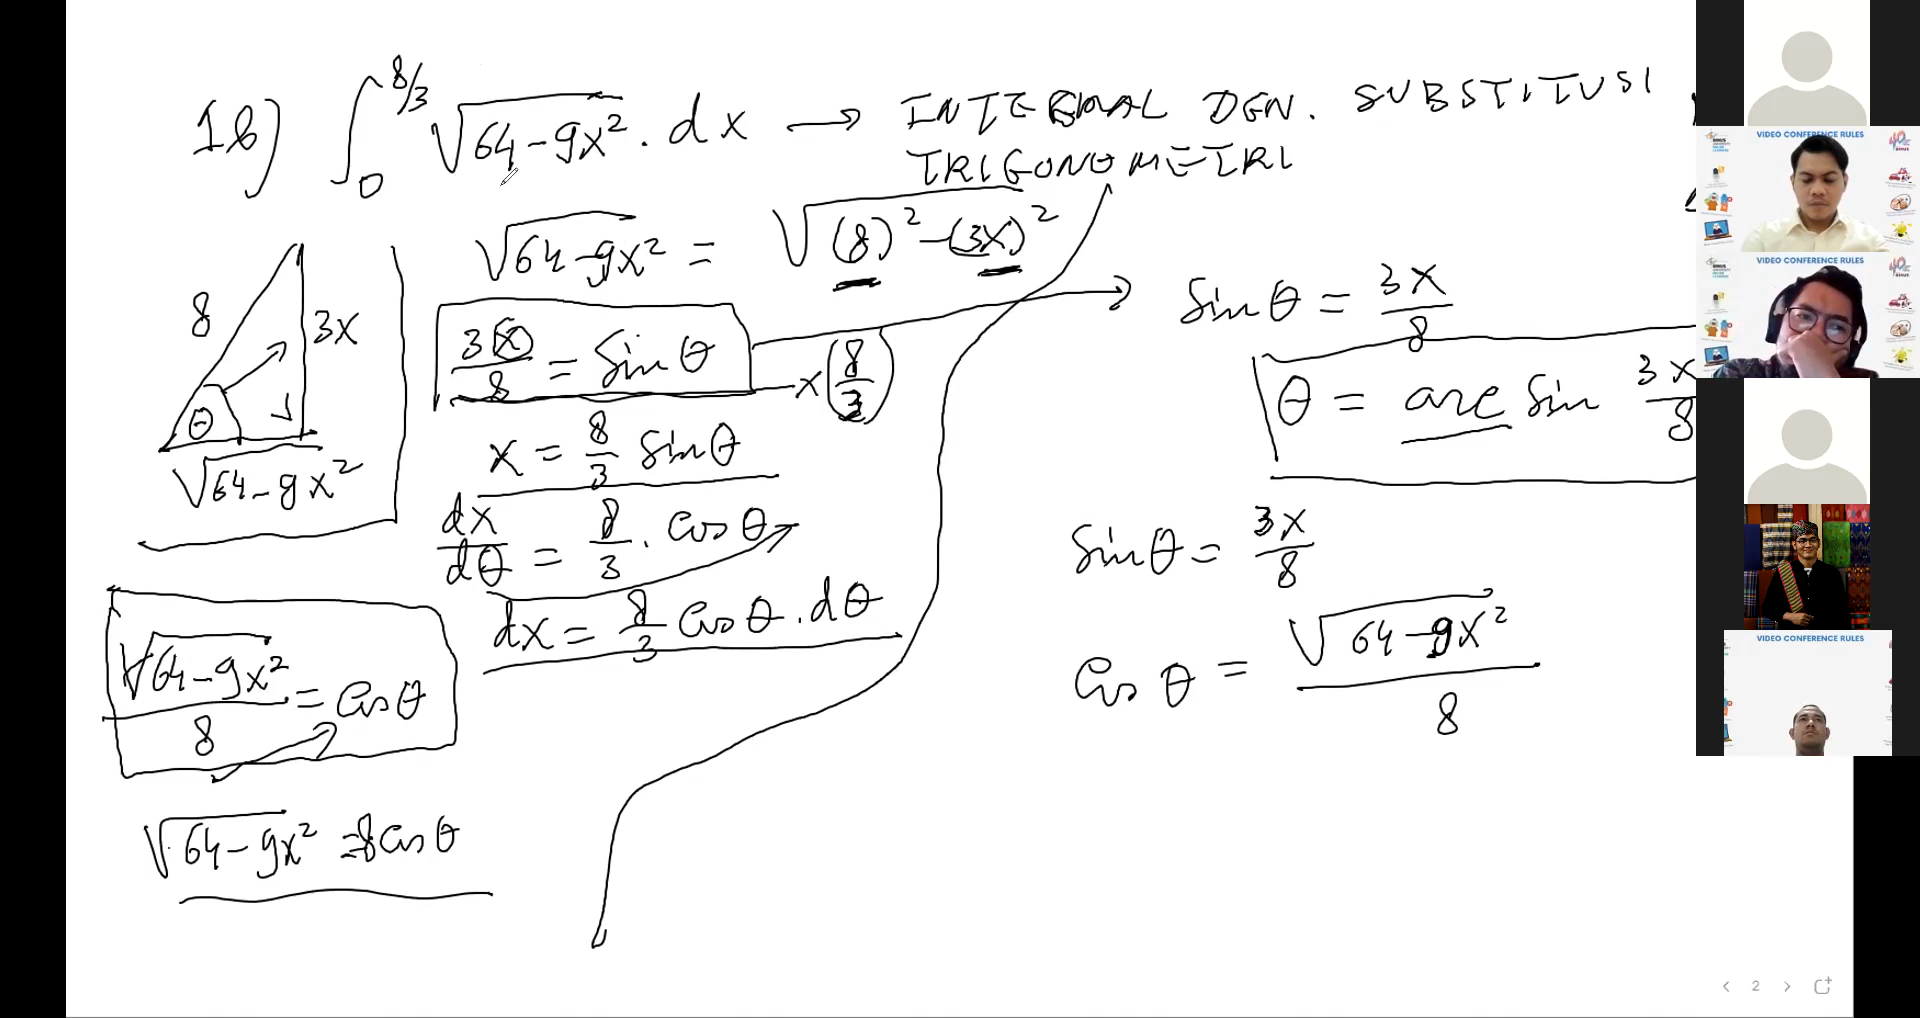 18) ∫₀^(8/3) √(64-9x²) . dx → INTEGRAL DEN. SUBSTITUSI
TRIGONOMETRI
√(64-9x²) = √((8)²-(3x)²)
8
3x
θ
√(64-9x²)
3x/8 = Sin θ
x (8/3)
x = 8/3 Sin θ
dx/dθ = 8/3 . Cos θ
dx = 8/3 Cos θ . dθ
√(64-9x²)/8 = Cos θ
√(64-9x²) = 8 Cos θ
Sin θ = 3x/8
θ = arc Sin 3x/8
Sin θ = 3x/8
Cos θ = √(64-9x²)/8
VIDEO CONFERENCE RULES
VIDEO CONFERENCE RULES
VIDEO CONFERENCE RULES
2